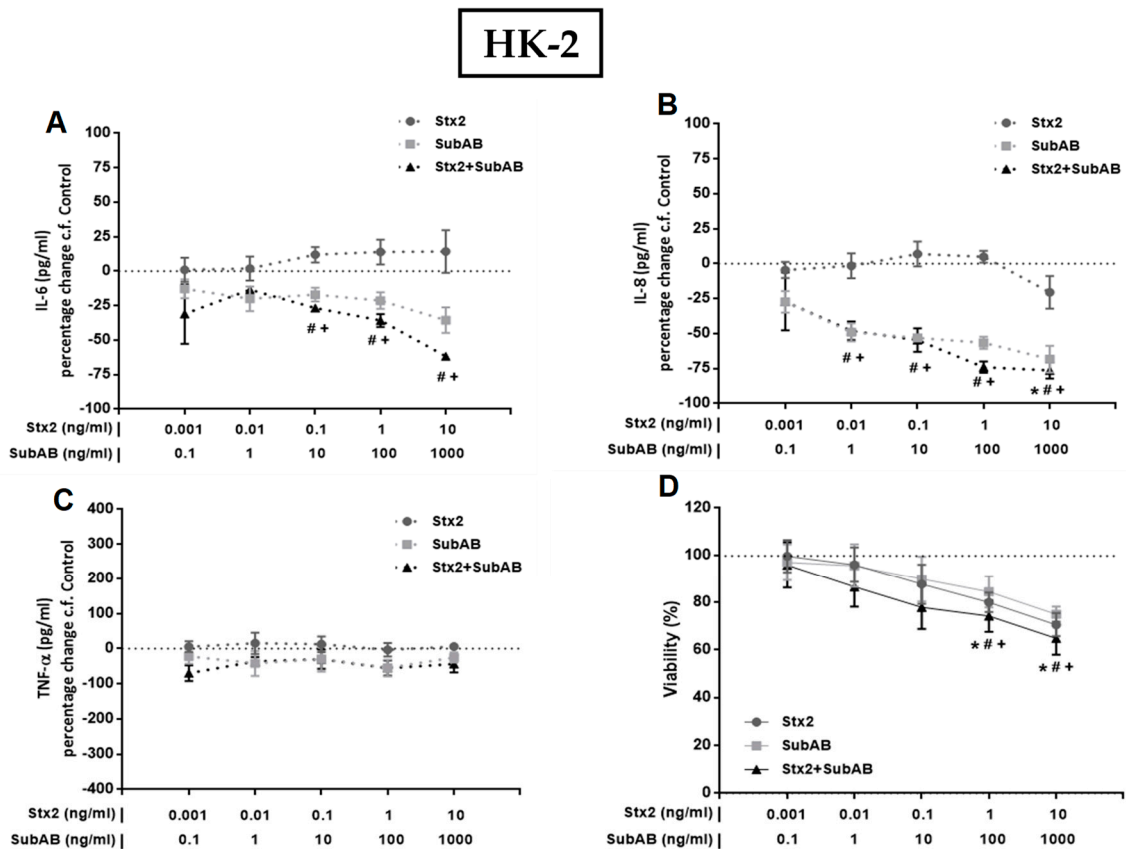 HK-2
A
Stx2
SubAB
Stx2+SubAB
100
75
50
25
0
-25
-50
-75
-100
IL-6 (pg/ml)
percentage change c.f. Control
# +
# +
# +
Stx2 (ng/ml) | 0.001 0.01 0.1 1 10
SubAB (ng/ml) | 0.1 1 10 100 1000
B
Stx2
SubAB
Stx2+SubAB
100
75
50
25
0
-25
-50
-75
-100
IL-8 (pg/ml)
percentage change c.f. Control
# +
# +
# +
* # +
Stx2 (ng/ml) | 0.001 0.01 0.1 1 10
SubAB (ng/ml) | 0.1 1 10 100 1000
C
Stx2
SubAB
Stx2+SubAB
400
300
200
100
0
-100
-200
-300
-400
TNF-α (pg/ml)
percentage change c.f. Control
Stx2 (ng/ml) | 0.001 0.01 0.1 1 10
SubAB (ng/ml) | 0.1 1 10 100 1000
D
120
100
80
60
40
20
0
Viability (%)
* # +
* # +
Stx2
SubAB
Stx2+SubAB
Stx2 (ng/ml) | 0.001 0.01 0.1 1 10
SubAB (ng/ml) | 0.1 1 10 100 1000